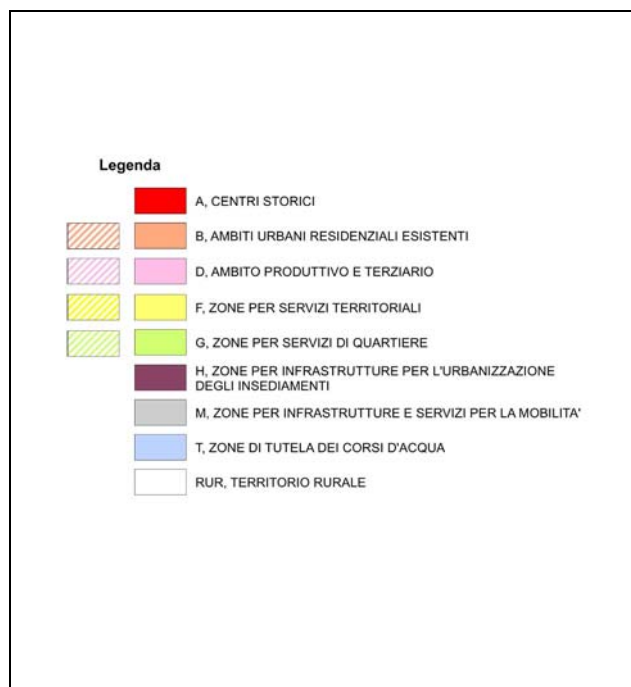 Legenda
A, CENTRI STORICI
B, AMBITI URBANI RESIDENZIALI ESISTENTI
D, AMBITO PRODUTTIVO E TERZIARIO
F, ZONE PER SERVIZI TERRITORIALI
G, ZONE PER SERVIZI DI QUARTIERE
H, ZONE PER INFRASTRUTTURE PER L'URBANIZZAZIONE
DEGLI INSEDIAMENTI
M, ZONE PER INFRASTRUTTURE E SERVIZI PER LA MOBILITA'
T, ZONE DI TUTELA DEI CORSI D'ACQUA
RUR, TERRITORIO RURALE